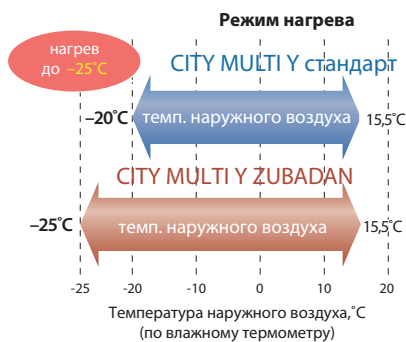 Режим нагрева
нагрев
до –25˚C
CITY MULTI Y стандарт
–20˚C
темп. наружного воздуха
15,5˚C
CITY MULTI Y ZUBADAN
–25˚C
темп. наружного воздуха
15,5˚C
-25 -20 -10 0 10 20
Температура наружного воздуха,˚С
(по влажному термометру)